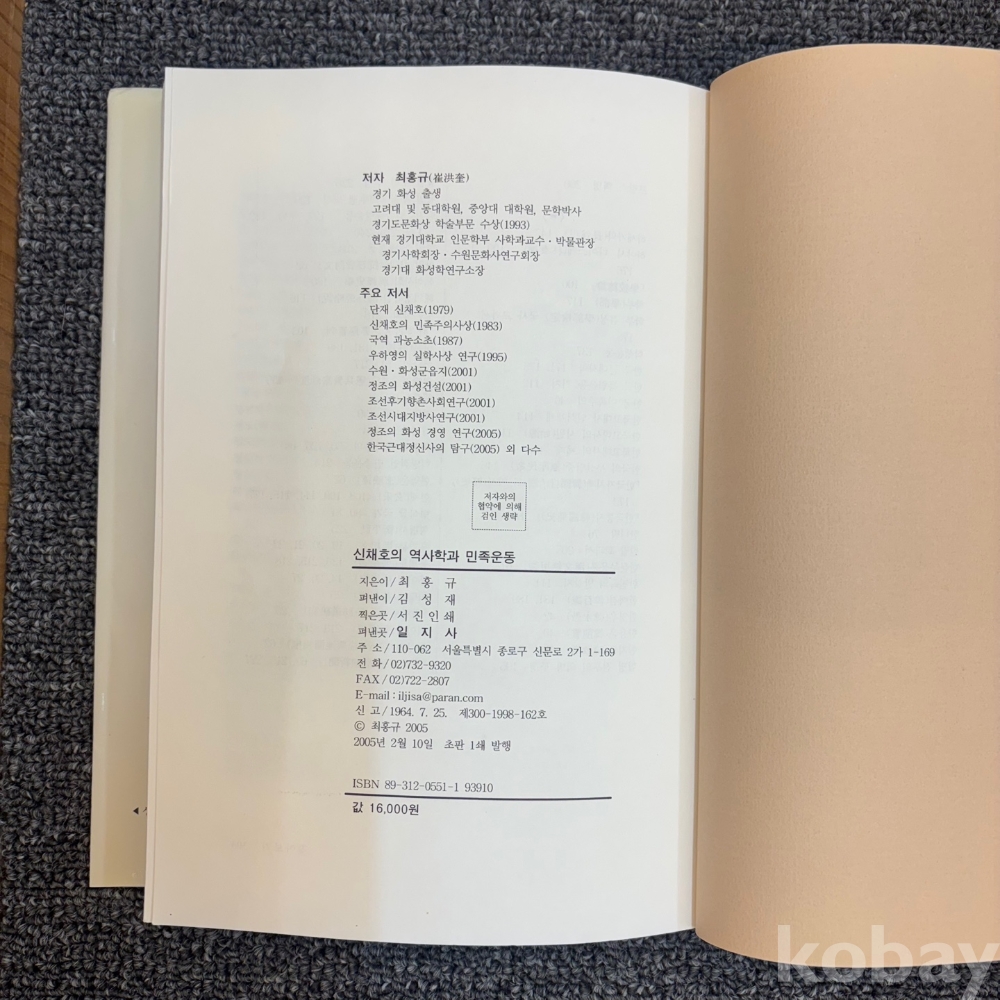 저자 최홍규(崔洪奎)
경기 화성 출생
고려대 및 동대학원, 중앙대 대학원, 문학박사
경기도문화상 학술부문 수상(1993)
현재 경기대학교 인문학부 사학과교수·박물관장
경기사학회장·수원문화사연구회장
경기대 화성학연구소장
주요 저서
단재 신채호(1979)
신채호의 민족주의사상(1983)
국역 과농소초(1987)
우하영의 실학사상 연구(1995)
수원·화성군읍지(2001)
정조의 화성건설(2001)
조선후기향촌사회연구(2001)
조선시대지방사연구(2001)
정조의 화성 경영 연구(2005)
한국근대정신사의 탐구(2005) 외 다수
저자와의
협약에 의해
검인 생략
신채호의 역사학과 민족운동
지은이/최 홍 규
펴낸이/김 성 재
찍은곳/서진인쇄
펴낸곳/일 지 사
주 소/110-062 서울특별시 종로구 신문로 2가 1-169
전 화/02)732-9320
FAX/02)722-2807
E-mail:iljisa@paran.com
신 고/1964. 7. 25. 제300-1998-162호
© 최홍규 2005
2005년 2월 10일 초판 1쇄 발행
ISBN 89-312-0551-1 93910
값 16,000원
kobay